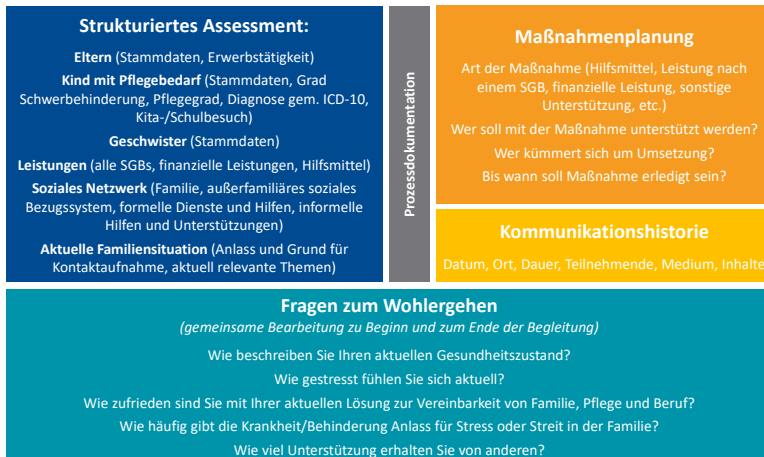 Strukturiertes Assessment:
Eltern (Stammdaten, Erwerbstätigkeit)
Kind mit Pflegebedarf (Stammdaten, Grad
Schwerbehinderung, Pflegegrad, Diagnose gem. ICD-10,
Kita-/Schulbesuch)
Geschwister (Stammdaten)
Leistungen (alle SGBs, finanzielle Leistungen, Hilfsmittel)
Soziales Netzwerk (Familie, außerfamiliäres soziales
Bezugssystem, formelle Dienste und Hilfen, informelle
Hilfen und Unterstützungen)
Aktuelle Familiensituation (Anlass und Grund für
Kontaktaufnahme, aktuell relevante Themen)
Prozessdokumentation
Maßnahmenplanung
Art der Maßnahme (Hilfsmittel, Leistung nach
einem SGB, finanzielle Leistung, sonstige
Unterstützung, etc.)
Wer soll mit der Maßnahme unterstützt werden?
Wer kümmert sich um Umsetzung?
Bis wann soll Maßnahme erledigt sein?
Kommunikationshistorie
Datum, Ort, Dauer, Teilnehmende, Medium, Inhalte
Fragen zum Wohlergehen
(gemeinsame Bearbeitung zu Beginn und zum Ende der Begleitung)
Wie beschreiben Sie Ihren aktuellen Gesundheitszustand?
Wie gestresst fühlen Sie sich aktuell?
Wie zufrieden sind Sie mit Ihrer aktuellen Lösung zur Vereinbarkeit von Familie, Pflege und Beruf?
Wie häufig gibt die Krankheit/Behinderung Anlass für Stress oder Streit in der Familie?
Wie viel Unterstützung erhalten Sie von anderen?